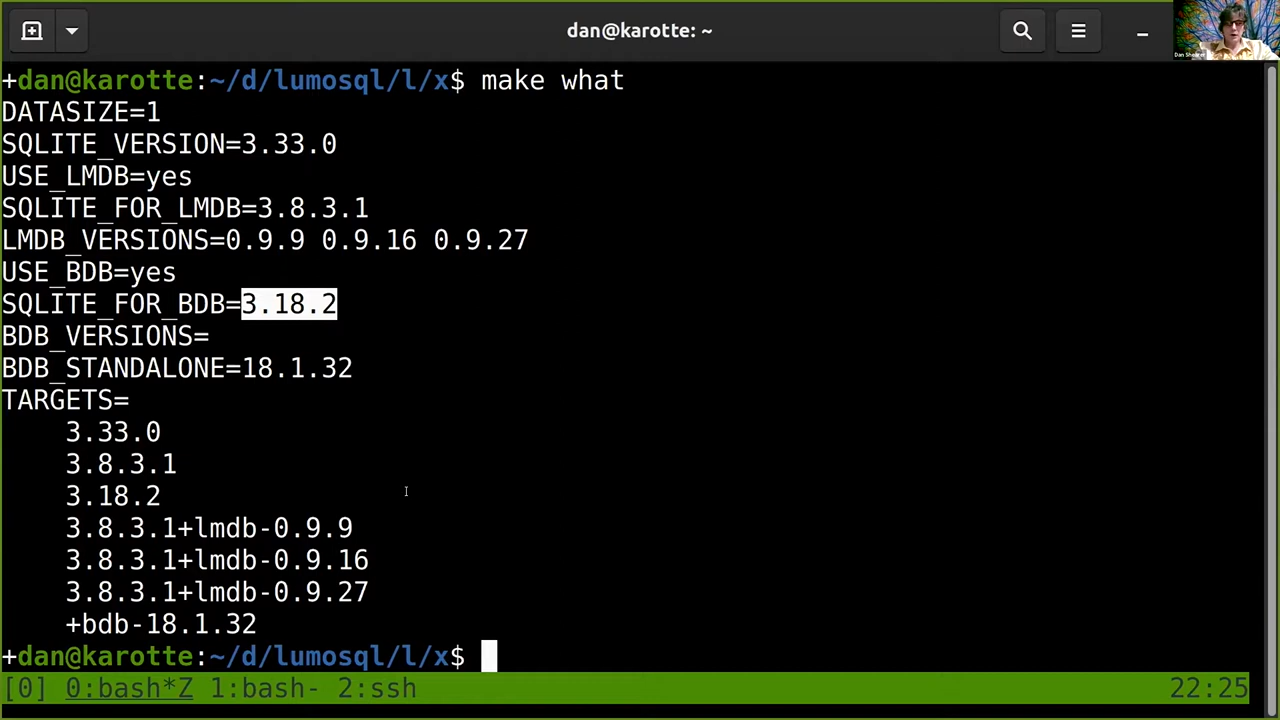 dan@karotte: ~
Dan Shearer
+dan@karotte:~/d/lumosql/l/x$ make what
DATASIZE=1
SQLITE_VERSION=3.33.0
USE_LMDB=yes
SQLITE_FOR_LMDB=3.8.3.1
LMDB_VERSIONS=0.9.9 0.9.16 0.9.27
USE_BDB=yes
SQLITE_FOR_BDB=3.18.2
BDB_VERSIONS=
BDB_STANDALONE=18.1.32
TARGETS=
3.33.0
3.8.3.1
3.18.2
3.8.3.1+lmdb-0.9.9
3.8.3.1+lmdb-0.9.16
3.8.3.1+lmdb-0.9.27
+bdb-18.1.32
+dan@karotte:~/d/lumosql/l/x$
[0] 0:bash*Z 1:bash- 2:ssh 22:25